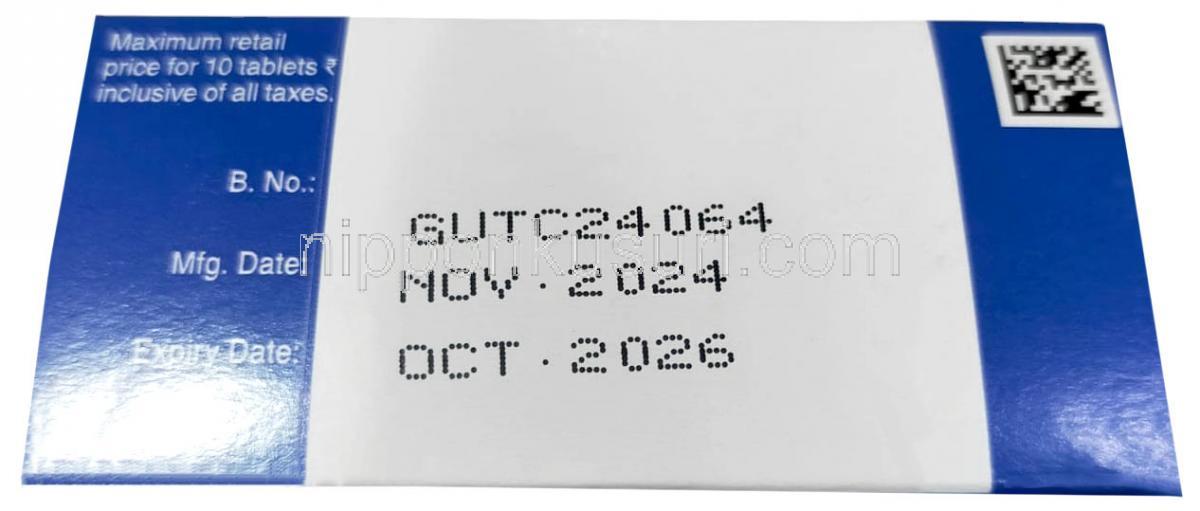 Maximum retail
price for 10 tablets ₹
inclusive of all taxes.
B. No.:
GUTC24064
Mfg. Date:
NOV.2024
Expiry Date:
OCT.2026
nipponkusuri.com